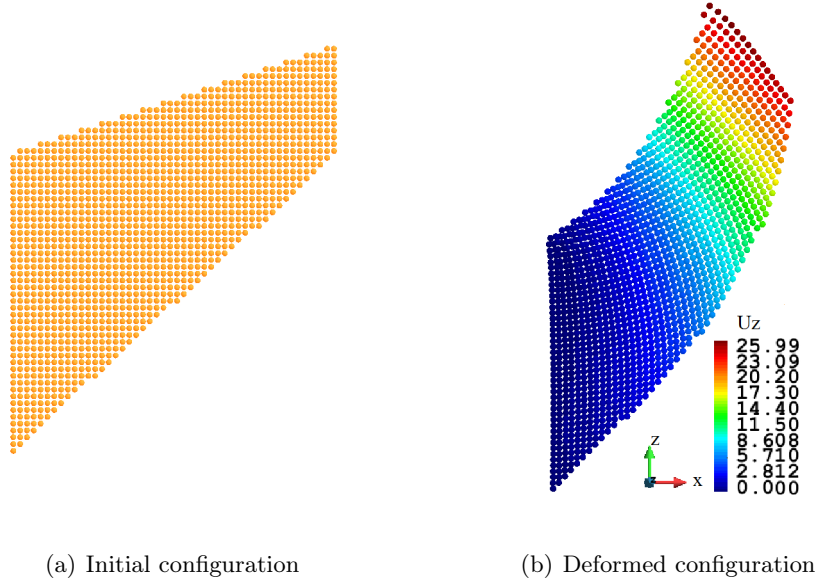 Uz
25.99
23.09
20.20
17.30
14.40
11.50
8.608
5.710
2.812
0.000
z
x
(a) Initial configuration
(b) Deformed configuration